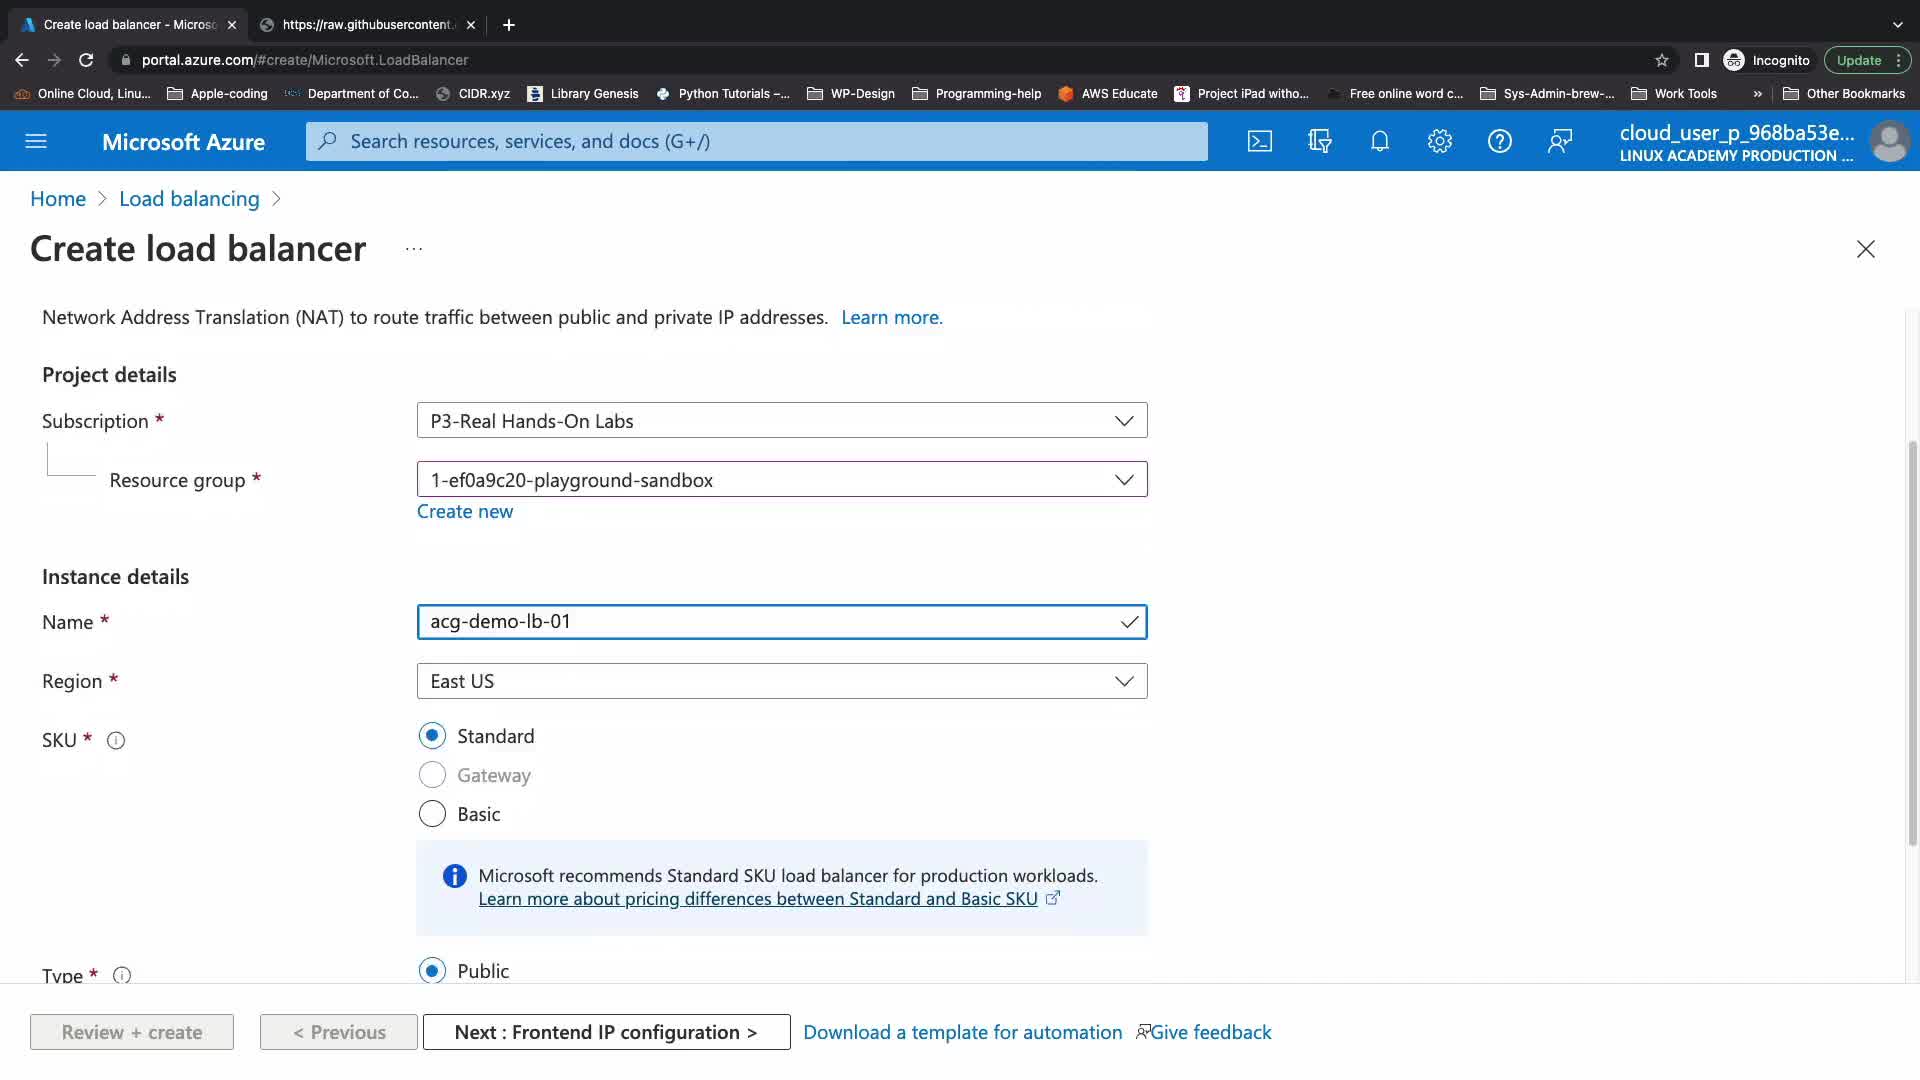 Create load balancer - Microso
https://raw.githubusercontent.
portal.azure.com/#create/Microsoft.LoadBalancer
Incognito
Update
Online Cloud, Linu...
Apple-coding
Department of Co...
CIDR.xyz
Library Genesis
Python Tutorials –...
WP-Design
Programming-help
AWS Educate
Project iPad witho...
Free online word c...
Sys-Admin-brew-...
Work Tools
»
Other Bookmarks
Microsoft Azure
Search resources, services, and docs (G+/)
cloud_user_p_968ba53e...
LINUX ACADEMY PRODUCTION ...
Home > Load balancing >
Create load balancer ...
Network Address Translation (NAT) to route traffic between public and private IP addresses. Learn more.
Project details
Subscription *
P3-Real Hands-On Labs
Resource group *
1-ef0a9c20-playground-sandbox
Create new
Instance details
Name *
acg-demo-lb-01
Region *
East US
SKU *
Standard
Gateway
Basic
Microsoft recommends Standard SKU load balancer for production workloads.
Learn more about pricing differences between Standard and Basic SKU
Type *
Public
Review + create
< Previous
Next : Frontend IP configuration >
Download a template for automation
Give feedback